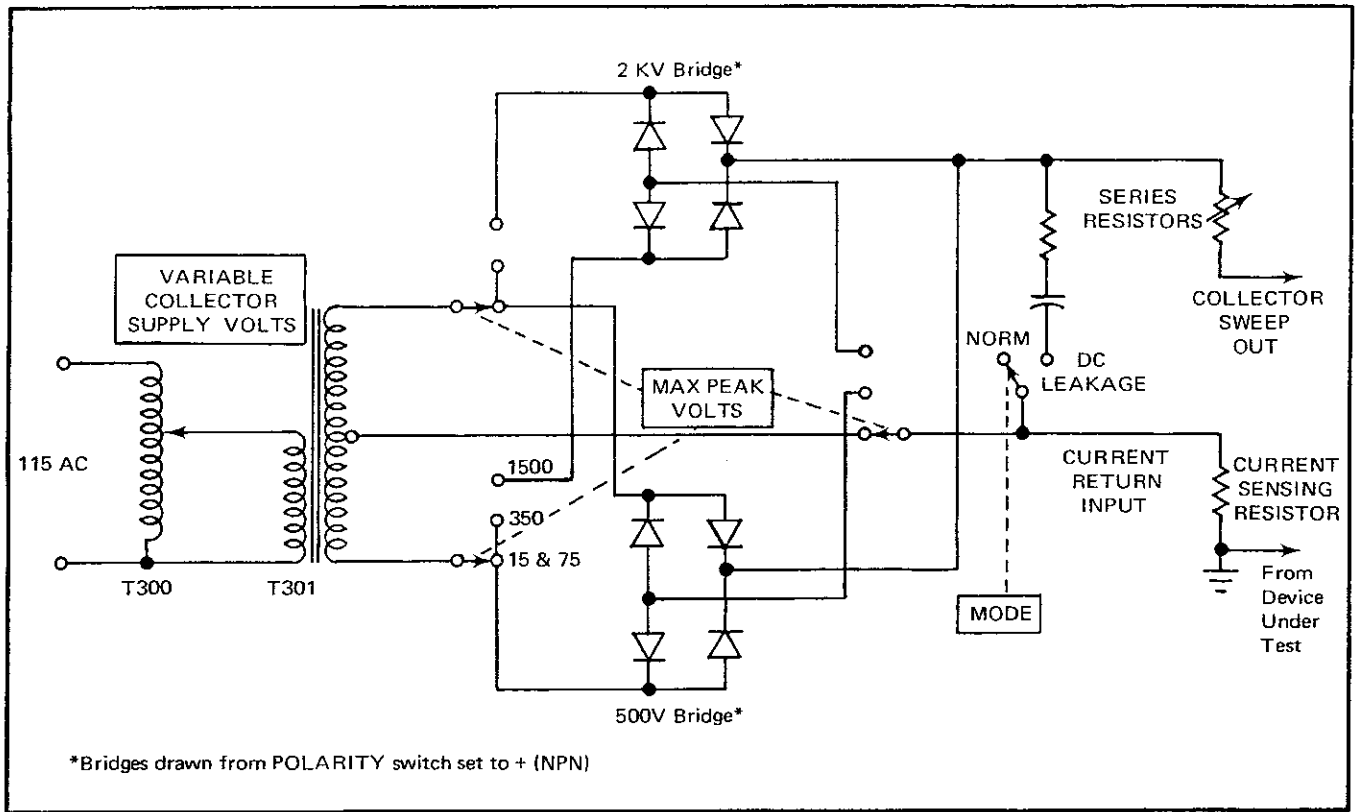 2 KV Bridge*
VARIABLE
COLLECTOR
SUPPLY VOLTS
SERIES
RESISTORS
COLLECTOR
SWEEP
OUT
NORM
DC
LEAKAGE
MAX PEAK
VOLTS
115 AC
1500
350
15 & 75
CURRENT
RETURN
INPUT
CURRENT
SENSING
RESISTOR
T300
T301
MODE
From
Device
Under
Test
500V Bridge*
*Bridges drawn from POLARITY switch set to + (NPN)